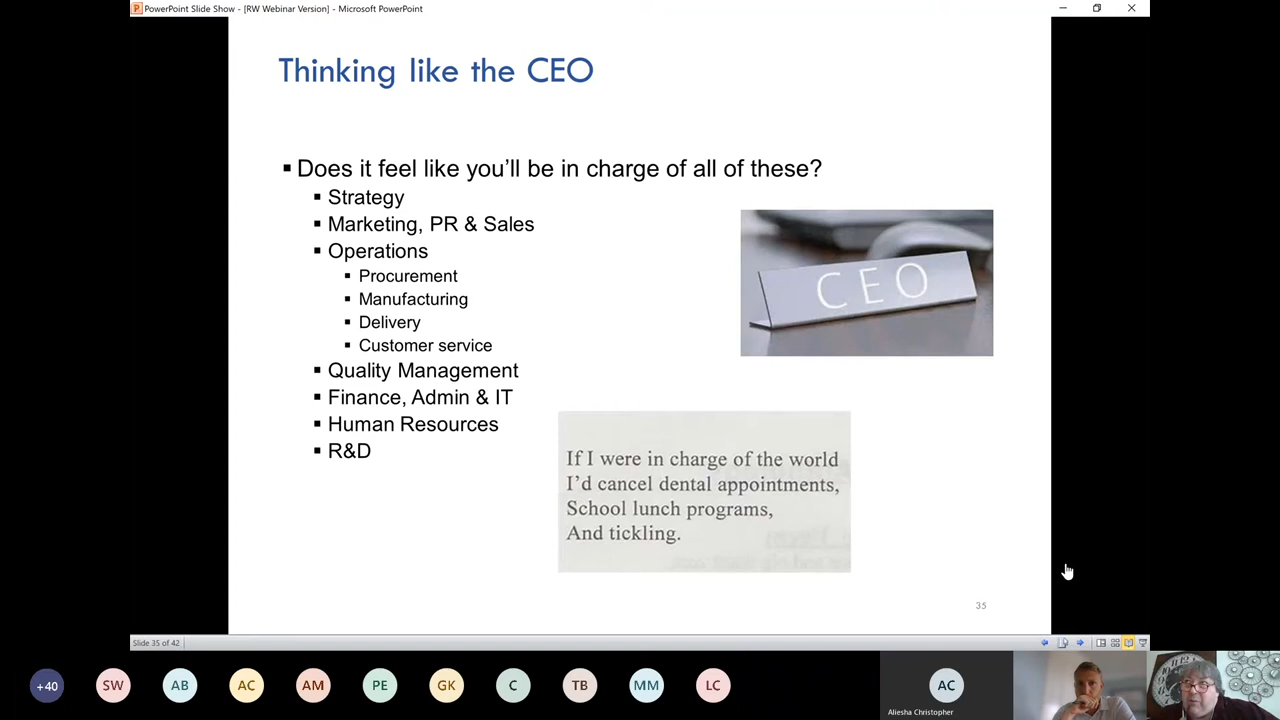 PowerPoint Slide Show - [RW Webinar Version] - Microsoft PowerPoint
Thinking like the CEO
▪ Does it feel like you'll be in charge of all of these?
▪ Strategy
▪ Marketing, PR & Sales
▪ Operations
▪ Procurement
▪ Manufacturing
▪ Delivery
▪ Customer service
▪ Quality Management
▪ Finance, Admin & IT
▪ Human Resources
▪ R&D
CEO
If I were in charge of the world
I'd cancel dental appointments,
School lunch programs,
And tickling.
35
Slide 35 of 42
+40 SW AB AC AM PE GK C TB MM LC AC
Aliesha Christopher